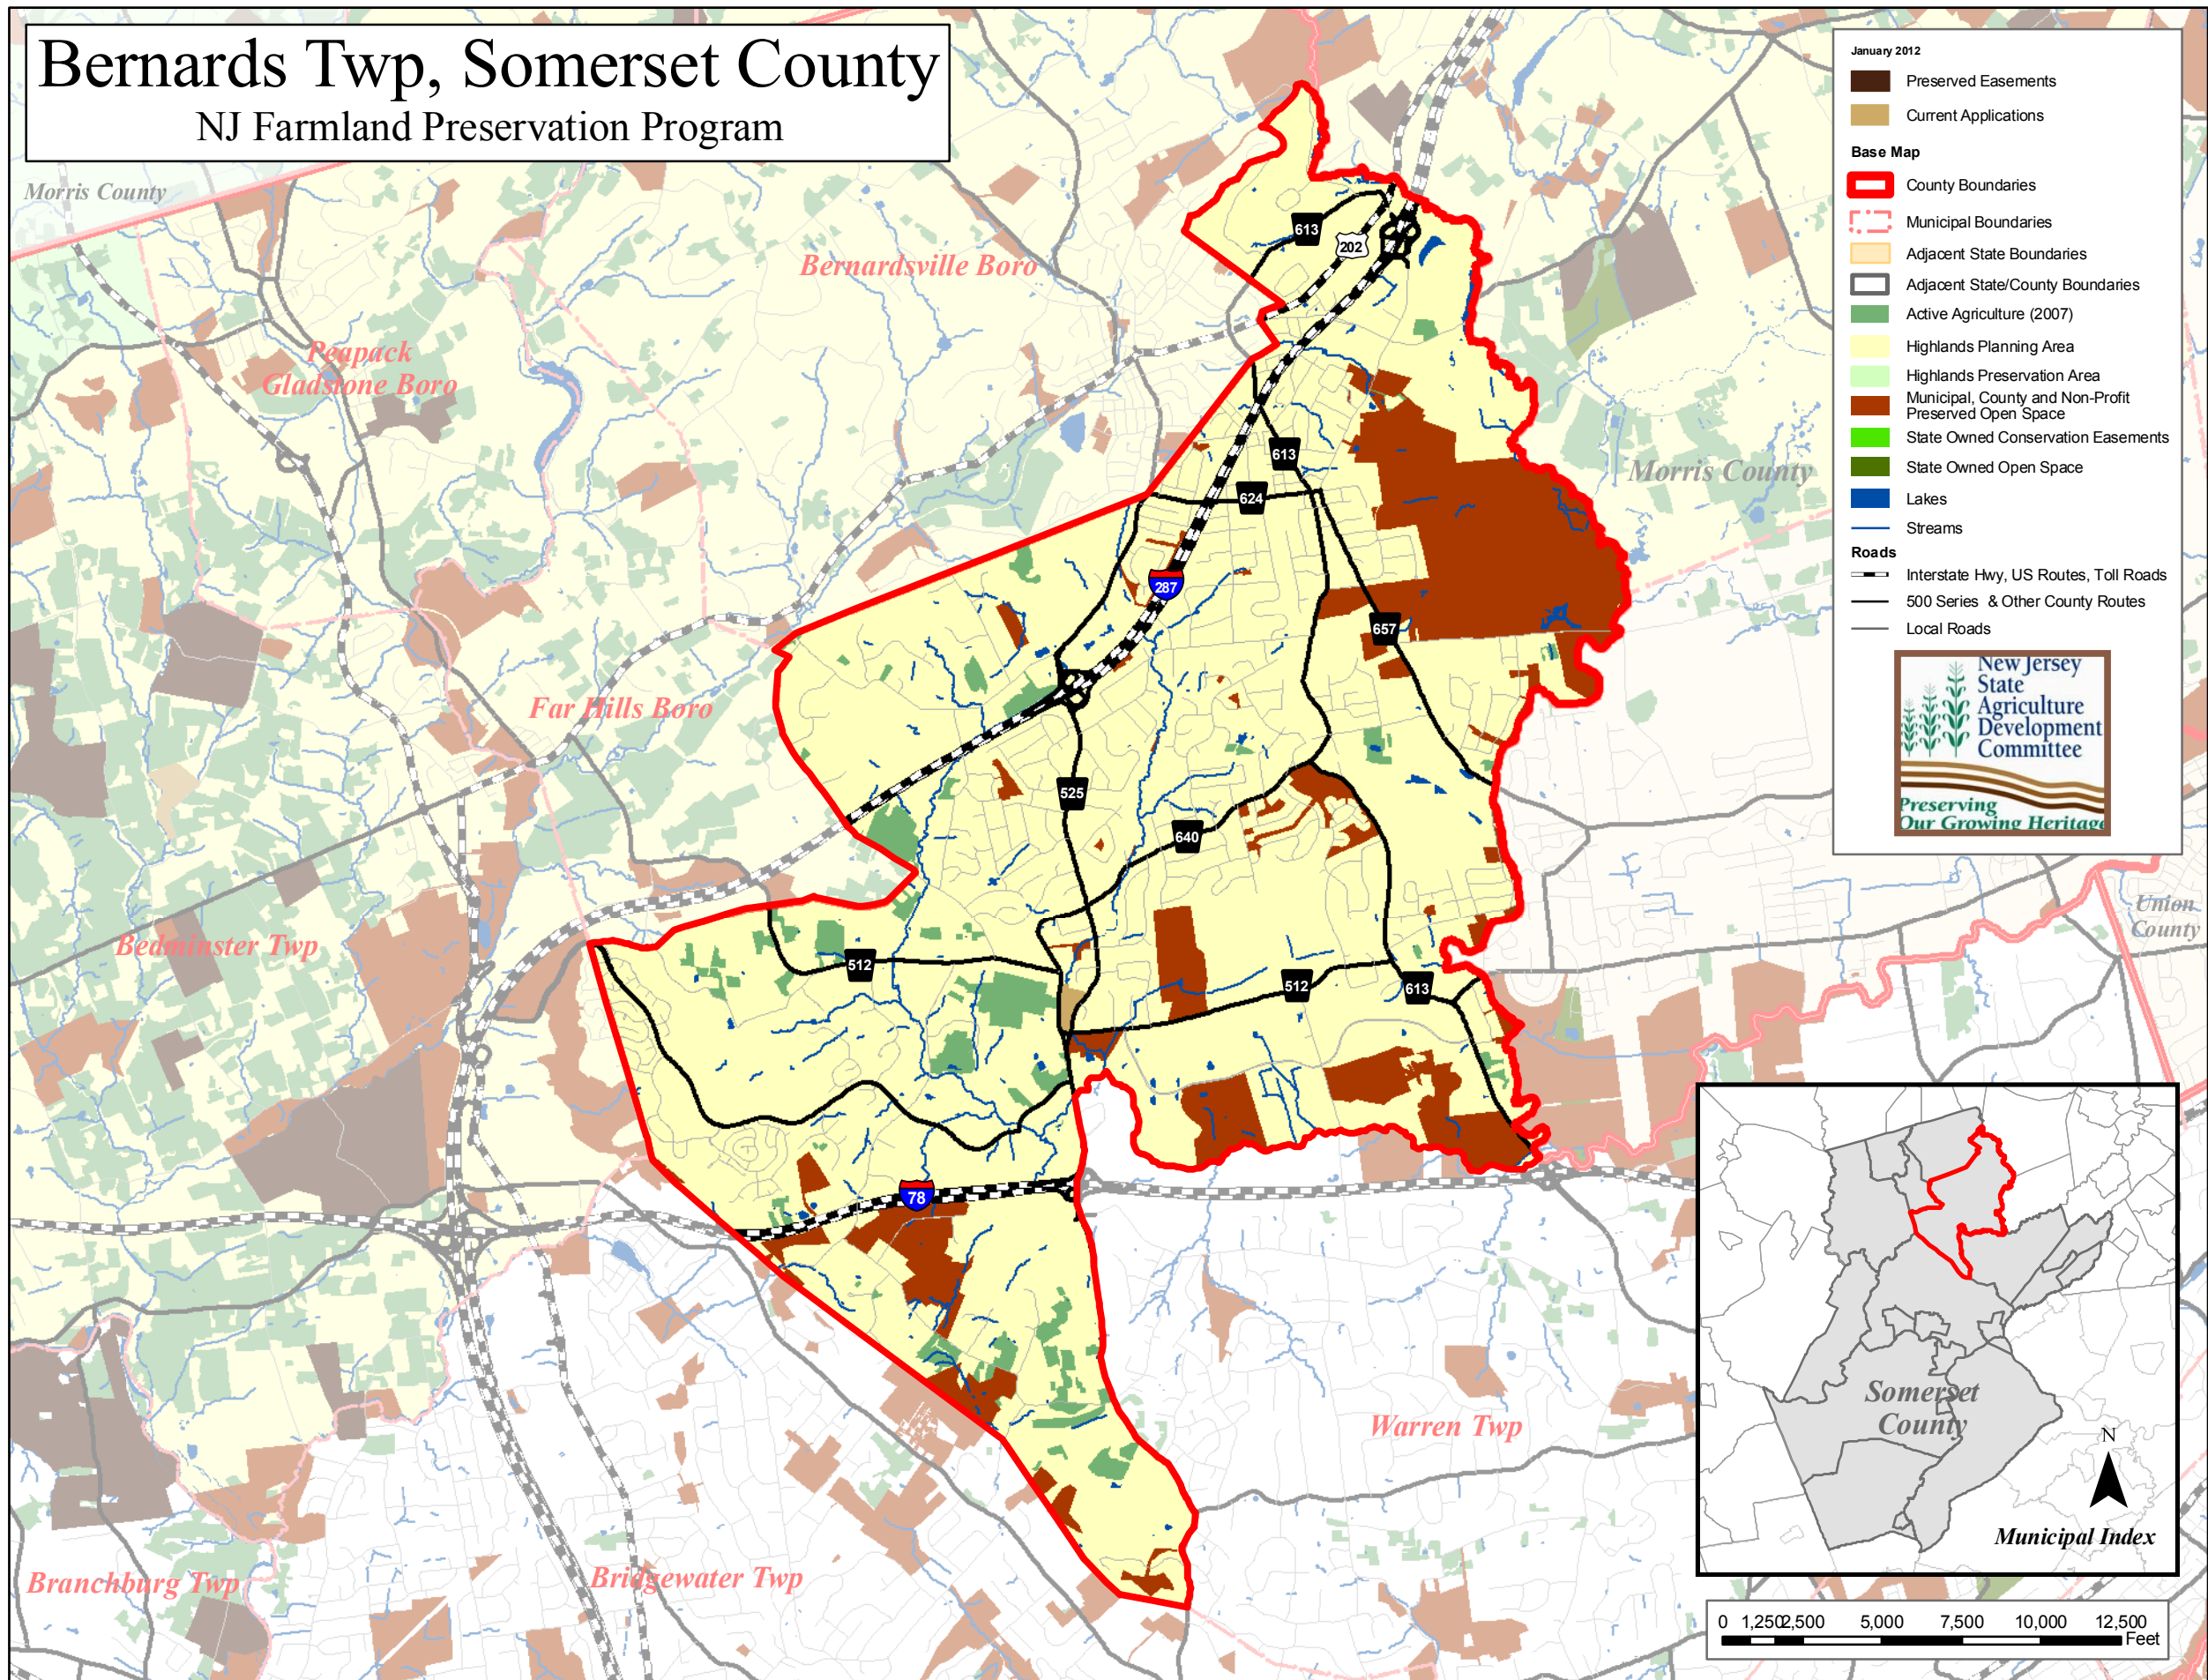 Bernards Twp, Somerset County
NJ Farmland Preservation Program
January 2012
Preserved Easements
Current Applications
Base Map
County Boundaries
Municipal Boundaries
Adjacent State Boundaries
Adjacent State/County Boundaries
Active Agriculture (2007)
Highlands Planning Area
Highlands Preservation Area
Municipal, County and Non-Profit
Preserved Open Space
State Owned Conservation Easements
State Owned Open Space
Lakes
Streams
Roads
Interstate Hwy, US Routes, Toll Roads
500 Series & Other County Routes
Local Roads
New Jersey
State
Agriculture
Development
Committee
Preserving
Our Growing Heritage
Morris County
Bernardsville Boro
613
202
Peapack
Gladstone Boro
613
Morris County
624
287
657
Far Hills Boro
525
640
Union
County
Bedminster Twp
512
512
613
78
Warren Twp
Bridgewater Twp
Branchburg Twp
Somerset
County
N
Municipal Index
0 1,250 2,500 5,000 7,500 10,000 12,500
Feet